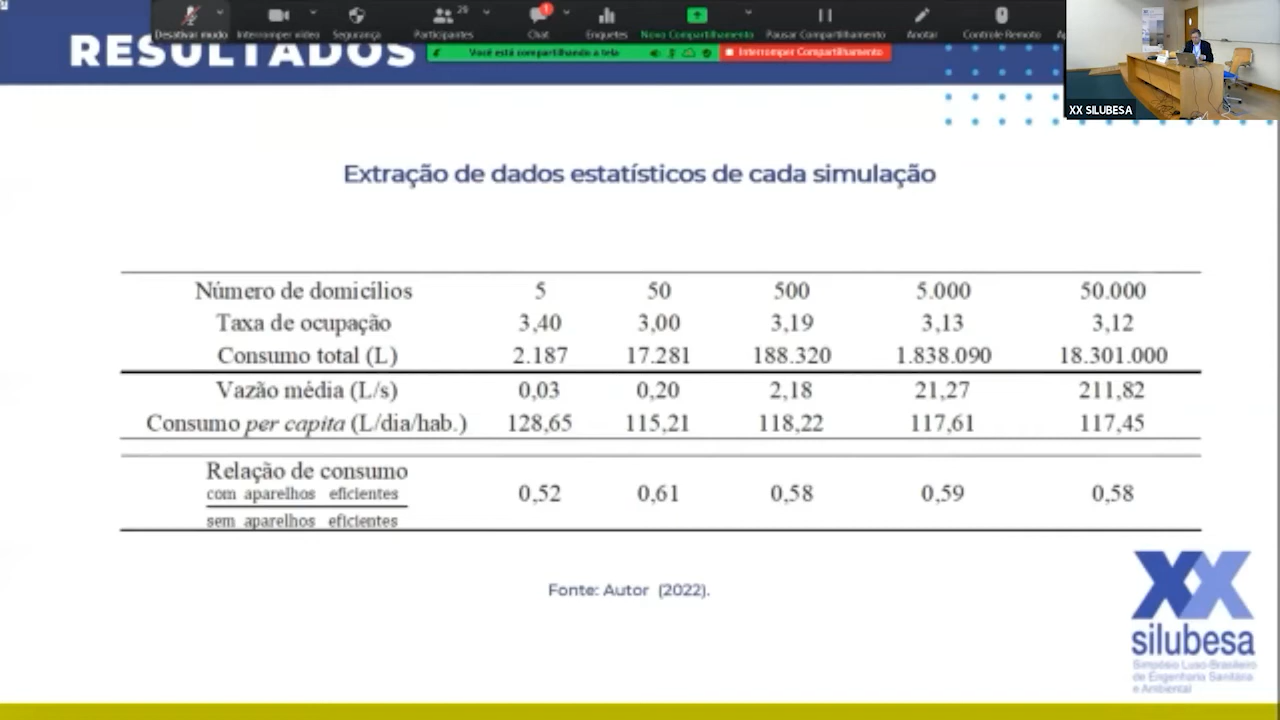 Desativar mudo Interromper vídeo Segurança Participantes 29 Chat 1 Enquetes Novo Compartilhamento Pausar Compartilhamento Anotar Controle Remoto
Você está compartilhando a tela Interromper Compartilhamento
RESULTADOS
XX SILUBESA
Extração de dados estatísticos de cada simulação
Número de domicílios 5 50 500 5.000 50.000
Taxa de ocupação 3,40 3,00 3,19 3,13 3,12
Consumo total (L) 2.187 17.281 188.320 1.838.090 18.301.000
Vazão média (L/s) 0,03 0,20 2,18 21,27 211,82
Consumo per capita (L/dia/hab.) 128,65 115,21 118,22 117,61 117,45
Relação de consumo
com aparelhos eficientes 0,52 0,61 0,58 0,59 0,58
sem aparelhos eficientes
Fonte: Autor (2022).
XX
silubesa
Simpósio Luso-Brasileiro
de Engenharia Sanitária
e Ambiental